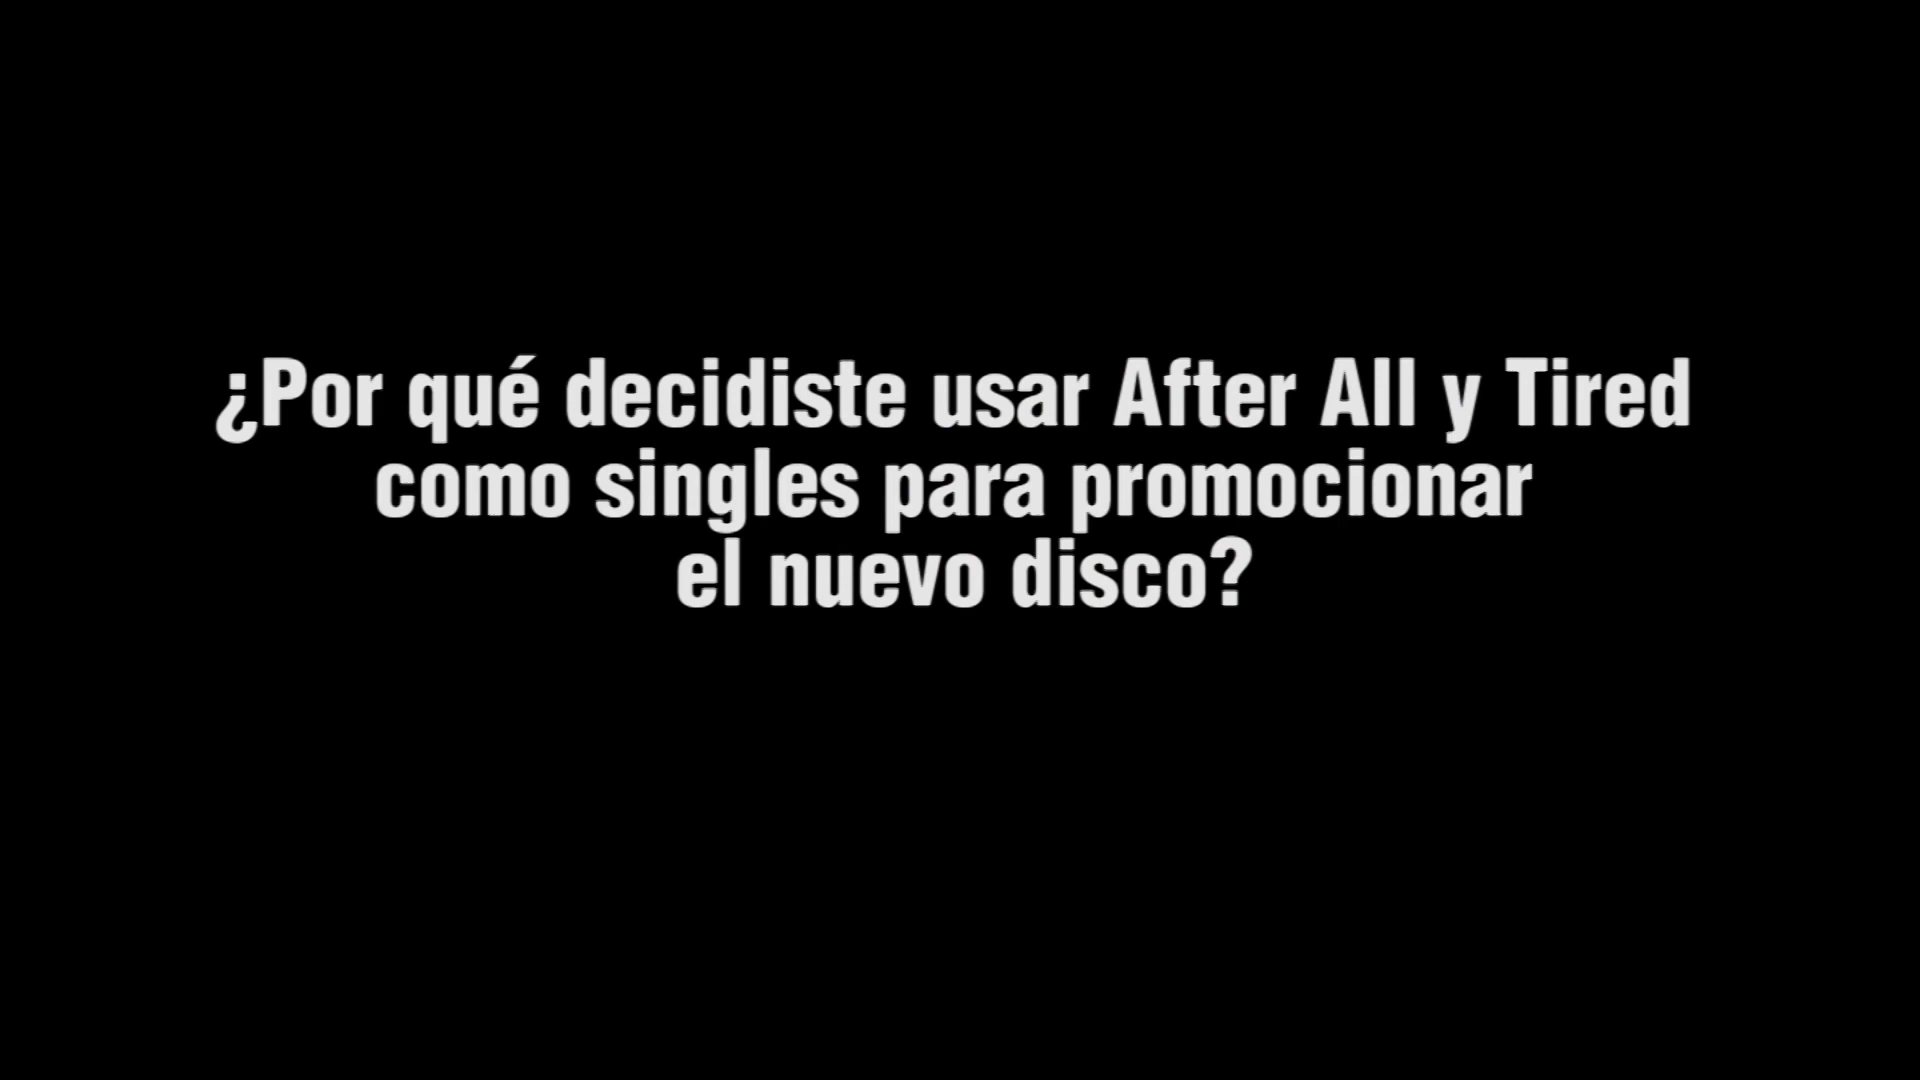 ¿Por qué decidiste usar After All y Tired
como singles para promocionar
el nuevo disco?